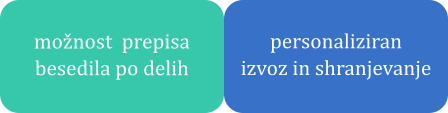 možnost prepisa
besedila po delih
personaliziran
izvoz in shranjevanje